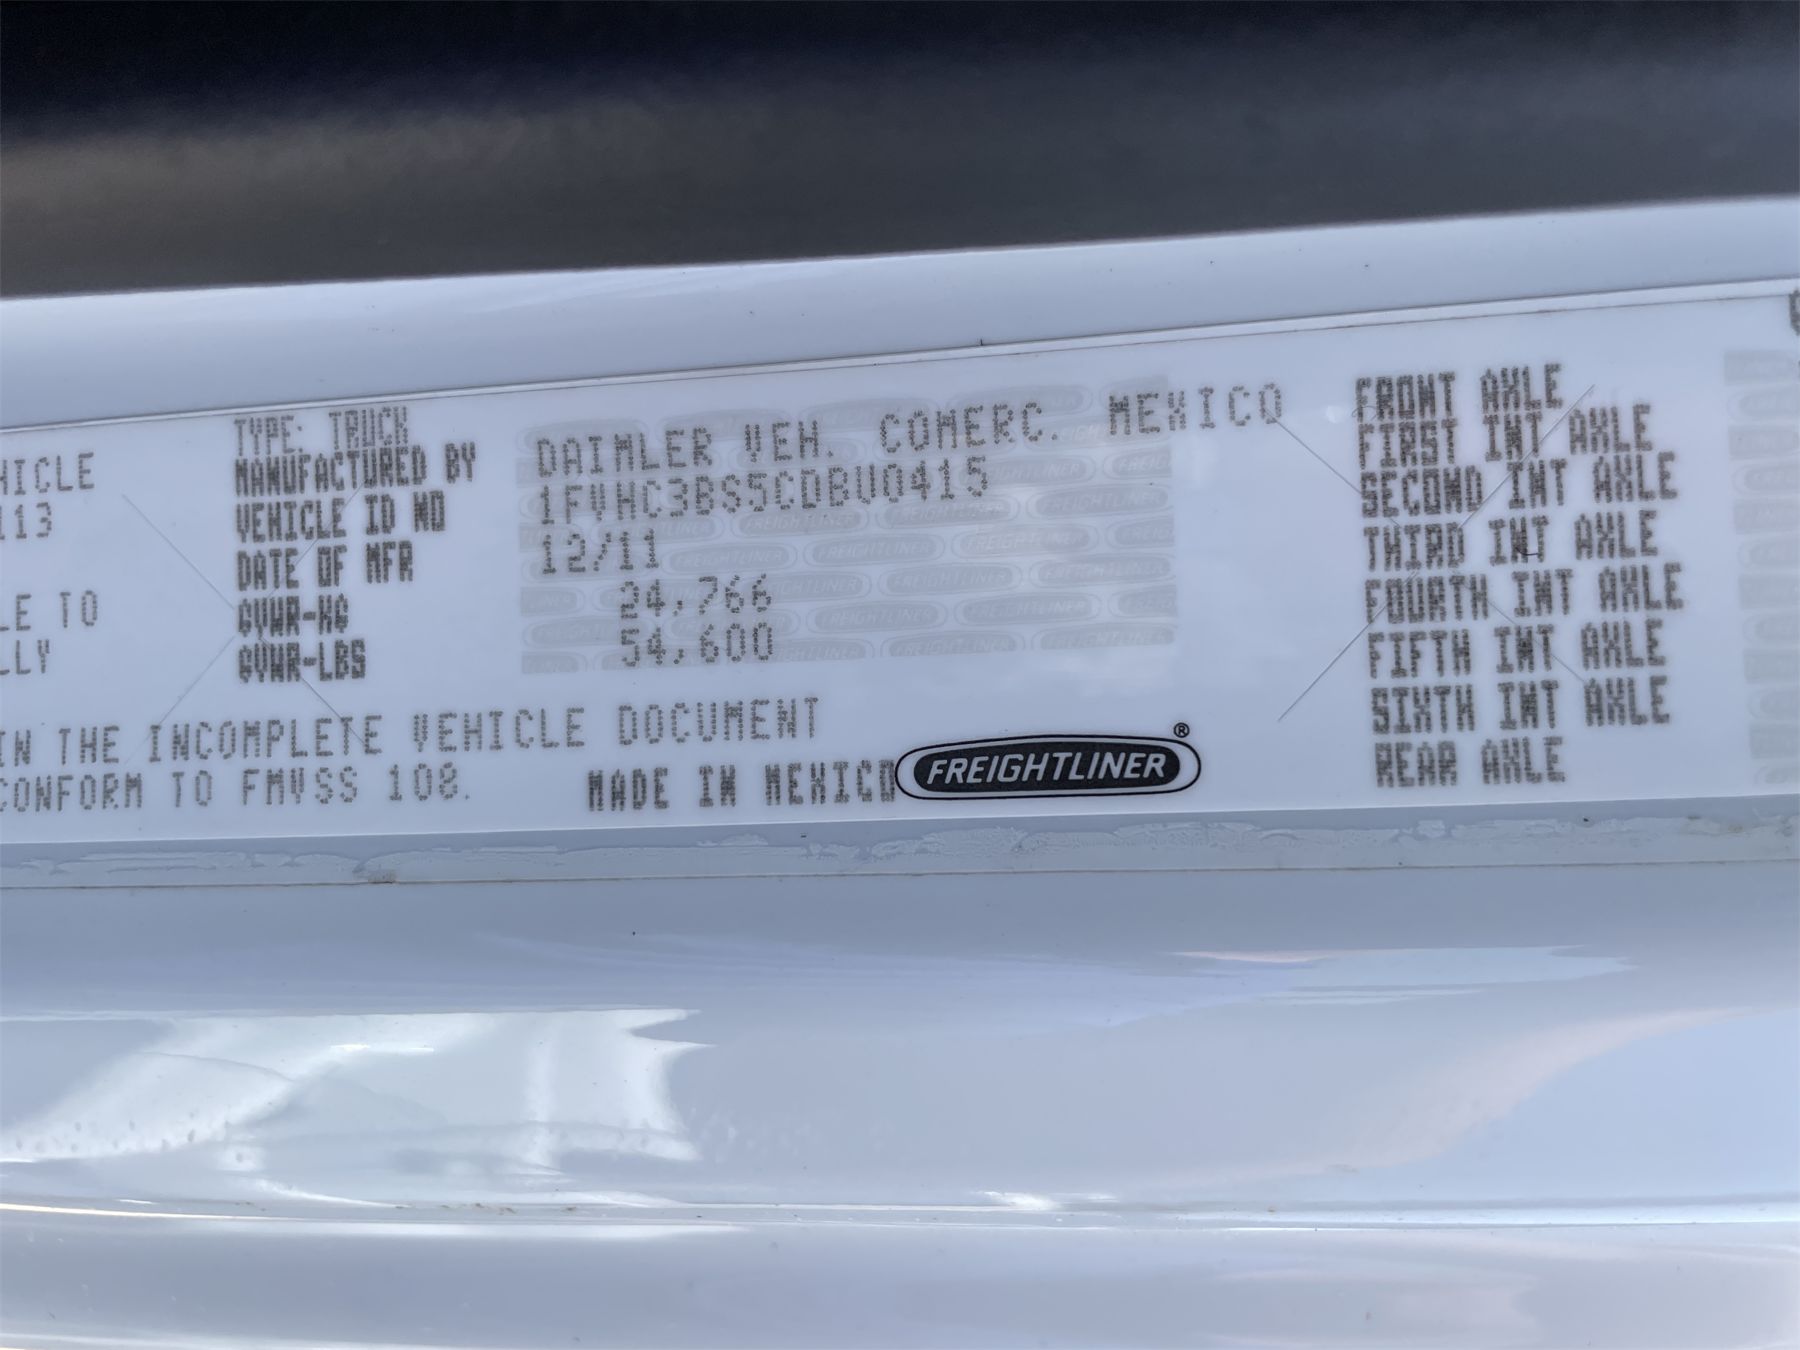 TYPE: TRUCK
HICLE MANUFACTURED BY DAIMLER VEH. COMERC. MEXICO FRONT AXLE
113 VEHICLE ID NO 1FVHC3BS5CDBU0415 FIRST INT AXLE
DATE OF MFR 12/11 SECOND INT AXLE
LE TO GVWR-KG 24,766 THIRD INT AXLE
LLY GVWR-LBS 54,600 FOURTH INT AXLE
FIFTH INT AXLE
IN THE INCOMPLETE VEHICLE DOCUMENT SIXTH INT AXLE
CONFORM TO FMVSS 108. MADE IN MEXICO FREIGHTLINER ® REAR AXLE